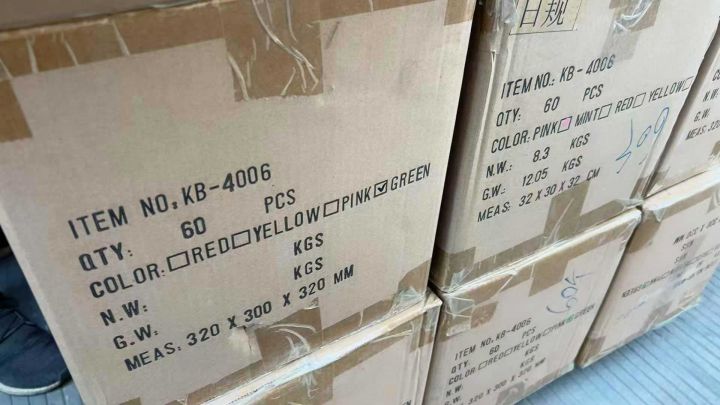 ITEM NO.KB-4006
QTY: 60 PCS
COLOR: □RED□YELLOW□PINK☑GREEN
N.W: KGS
G.W: KGS
MEAS: 320 X 300 X 320 MM
日规
ITEM NO.: KB-4006
QTY: 60 PCS
COLOR: PINK□ MINT□ RED□ YELLOW□
N.W.: 8.3 KGS
G.W.: 12.05 KGS
MEAS: 32 X 30 X 32 CM
ITEM NO: KB-4006
QTY: 60 PCS
COLOR: □RED□YELLOW□PINK GREEN
N.W: KGS
G.W: KGS
N.W.
G.W.